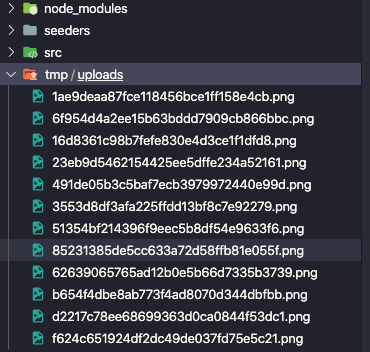 node_modules
seeders
src
tmp / uploads
1ae9deaa87fce118456bce1ff158e4cb.png
6f954d4a2ee15b63bddd7909cb866bbc.png
16d8361c98b7fefe830e4d3ce1f1dfd8.png
23eb9d5462154425ee5dffe234a52161.png
491de05b3c5baf7ecb3979972440e99d.png
3553d8df3afa225ffdd13bf8c7e92279.png
51354bf214396f9eec5b8df54e9633f6.png
85231385de5cc633a72d58ffb81e055f.png
62639065765ad12b0e5b66d7335b3739.png
b654f4dbe8ab773f4ad8070d344dbfbb.png
d2217c78ee68699363d0ca0844f53dc1.png
f624c651924df2dc49de037fd75e5c21.png